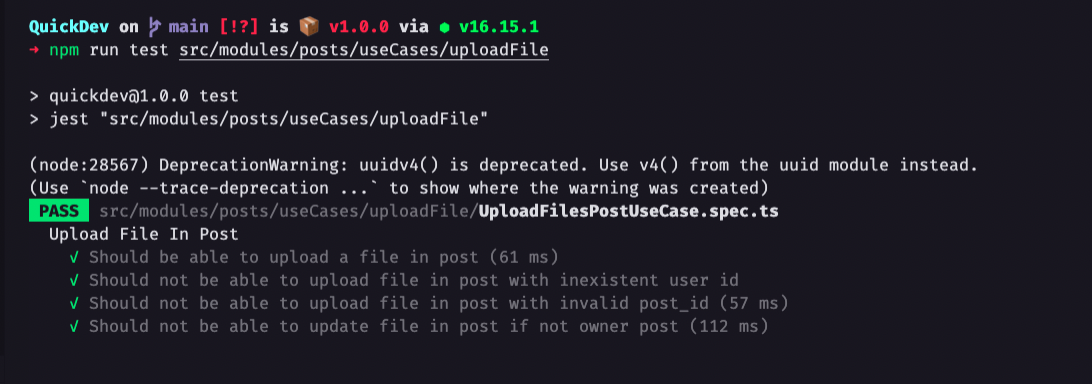 QuickDev on main [!?] is 📦 v1.0.0 via ⬢ v16.15.1
➜ npm run test src/modules/posts/useCases/uploadFile
> quickdev@1.0.0 test
> jest "src/modules/posts/useCases/uploadFile"
(node:28567) DeprecationWarning: uuidv4() is deprecated. Use v4() from the uuid module instead.
(Use `node --trace-deprecation ...` to show where the warning was created)
PASS src/modules/posts/useCases/uploadFile/UploadFilesPostUseCase.spec.ts
Upload File In Post
✓ Should be able to upload a file in post (61 ms)
✓ Should not be able to upload file in post with inexistent user id
✓ Should not be able to upload file in post with invalid post_id (57 ms)
✓ Should not be able to update file in post if not owner post (112 ms)